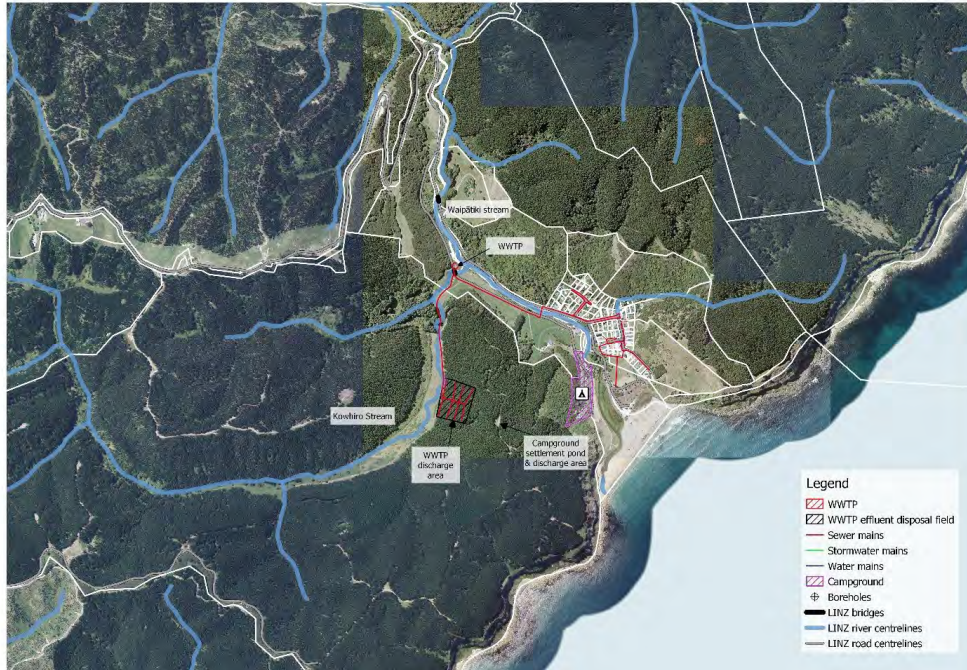 Waipātiki stream
WWTP
Kowhiro Stream
WWTP
discharge
area
Campground
settlement pond
& discharge area
Legend
WWTP
WWTP effluent disposal field
Sewer mains
Stormwater mains
Water mains
Campground
Boreholes
LINZ bridges
LINZ river centrelines
LINZ road centrelines